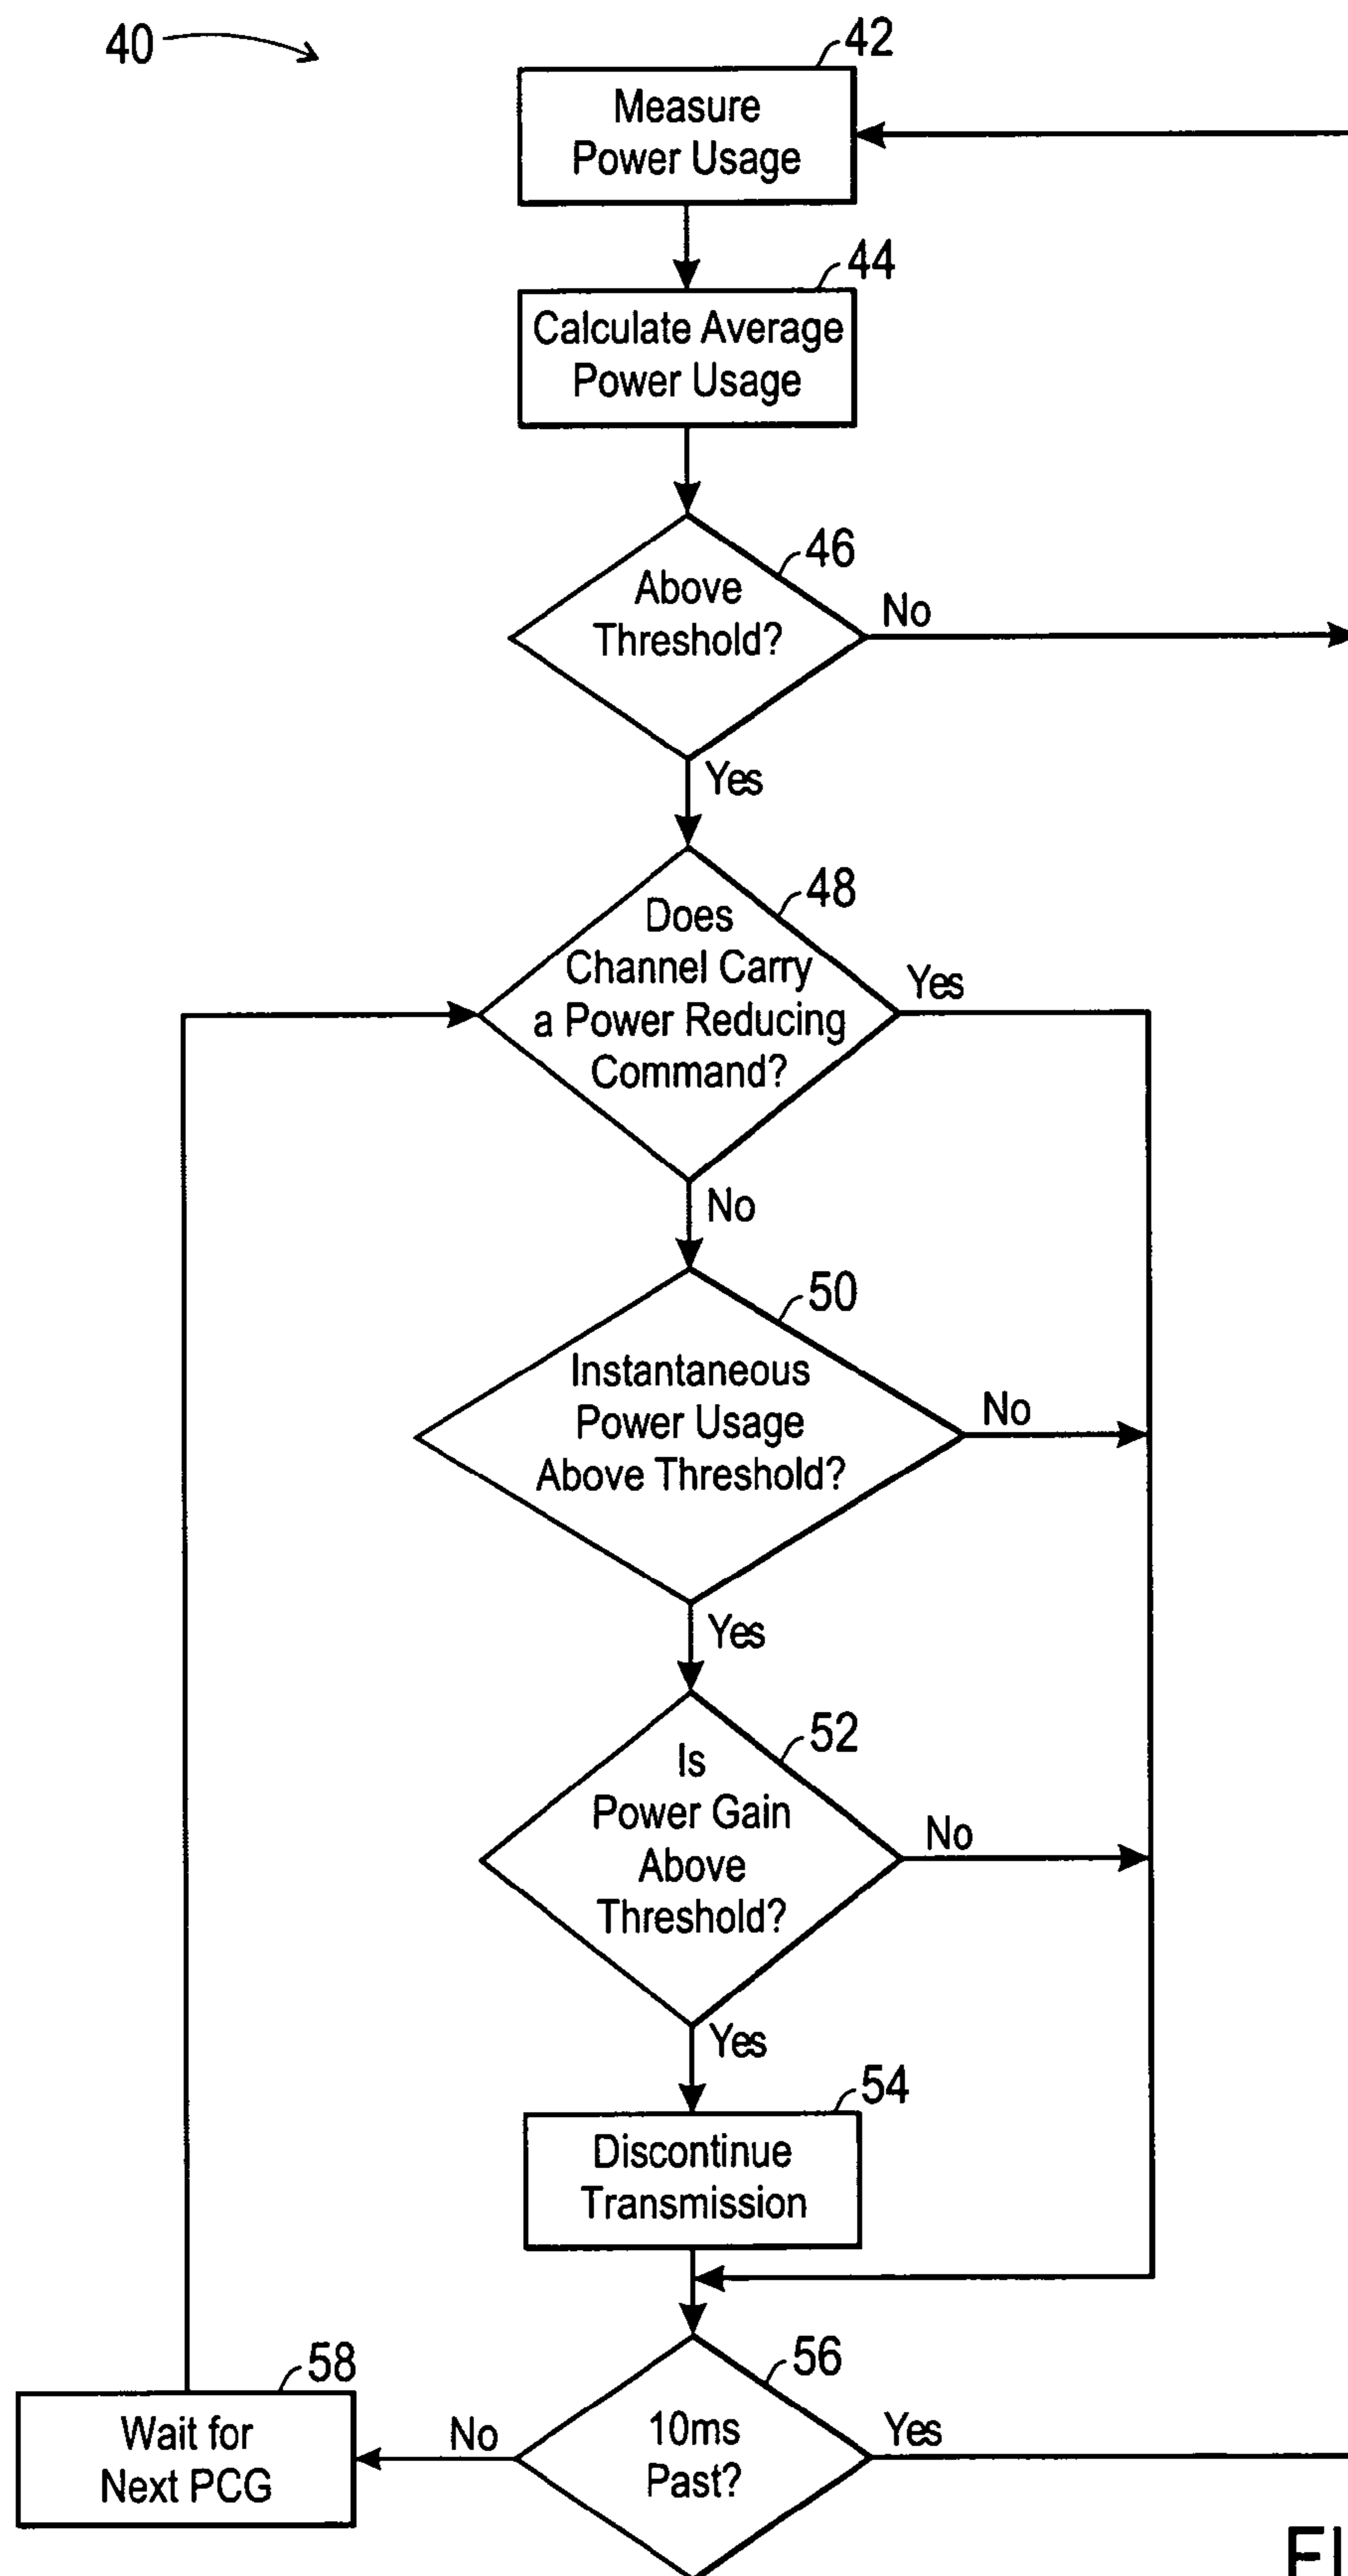 40
42
Measure
Power Usage
44
Calculate Average
Power Usage
46
Above
Threshold?
No
Yes
48
Does
Channel Carry
a Power Reducing
Command?
Yes
No
50
Instantaneous
Power Usage
Above Threshold?
No
Yes
52
Is
Power Gain
Above
Threshold?
No
Yes
54
Discontinue
Transmission
56
10ms
Past?
Yes
No
58
Wait for
Next PCG